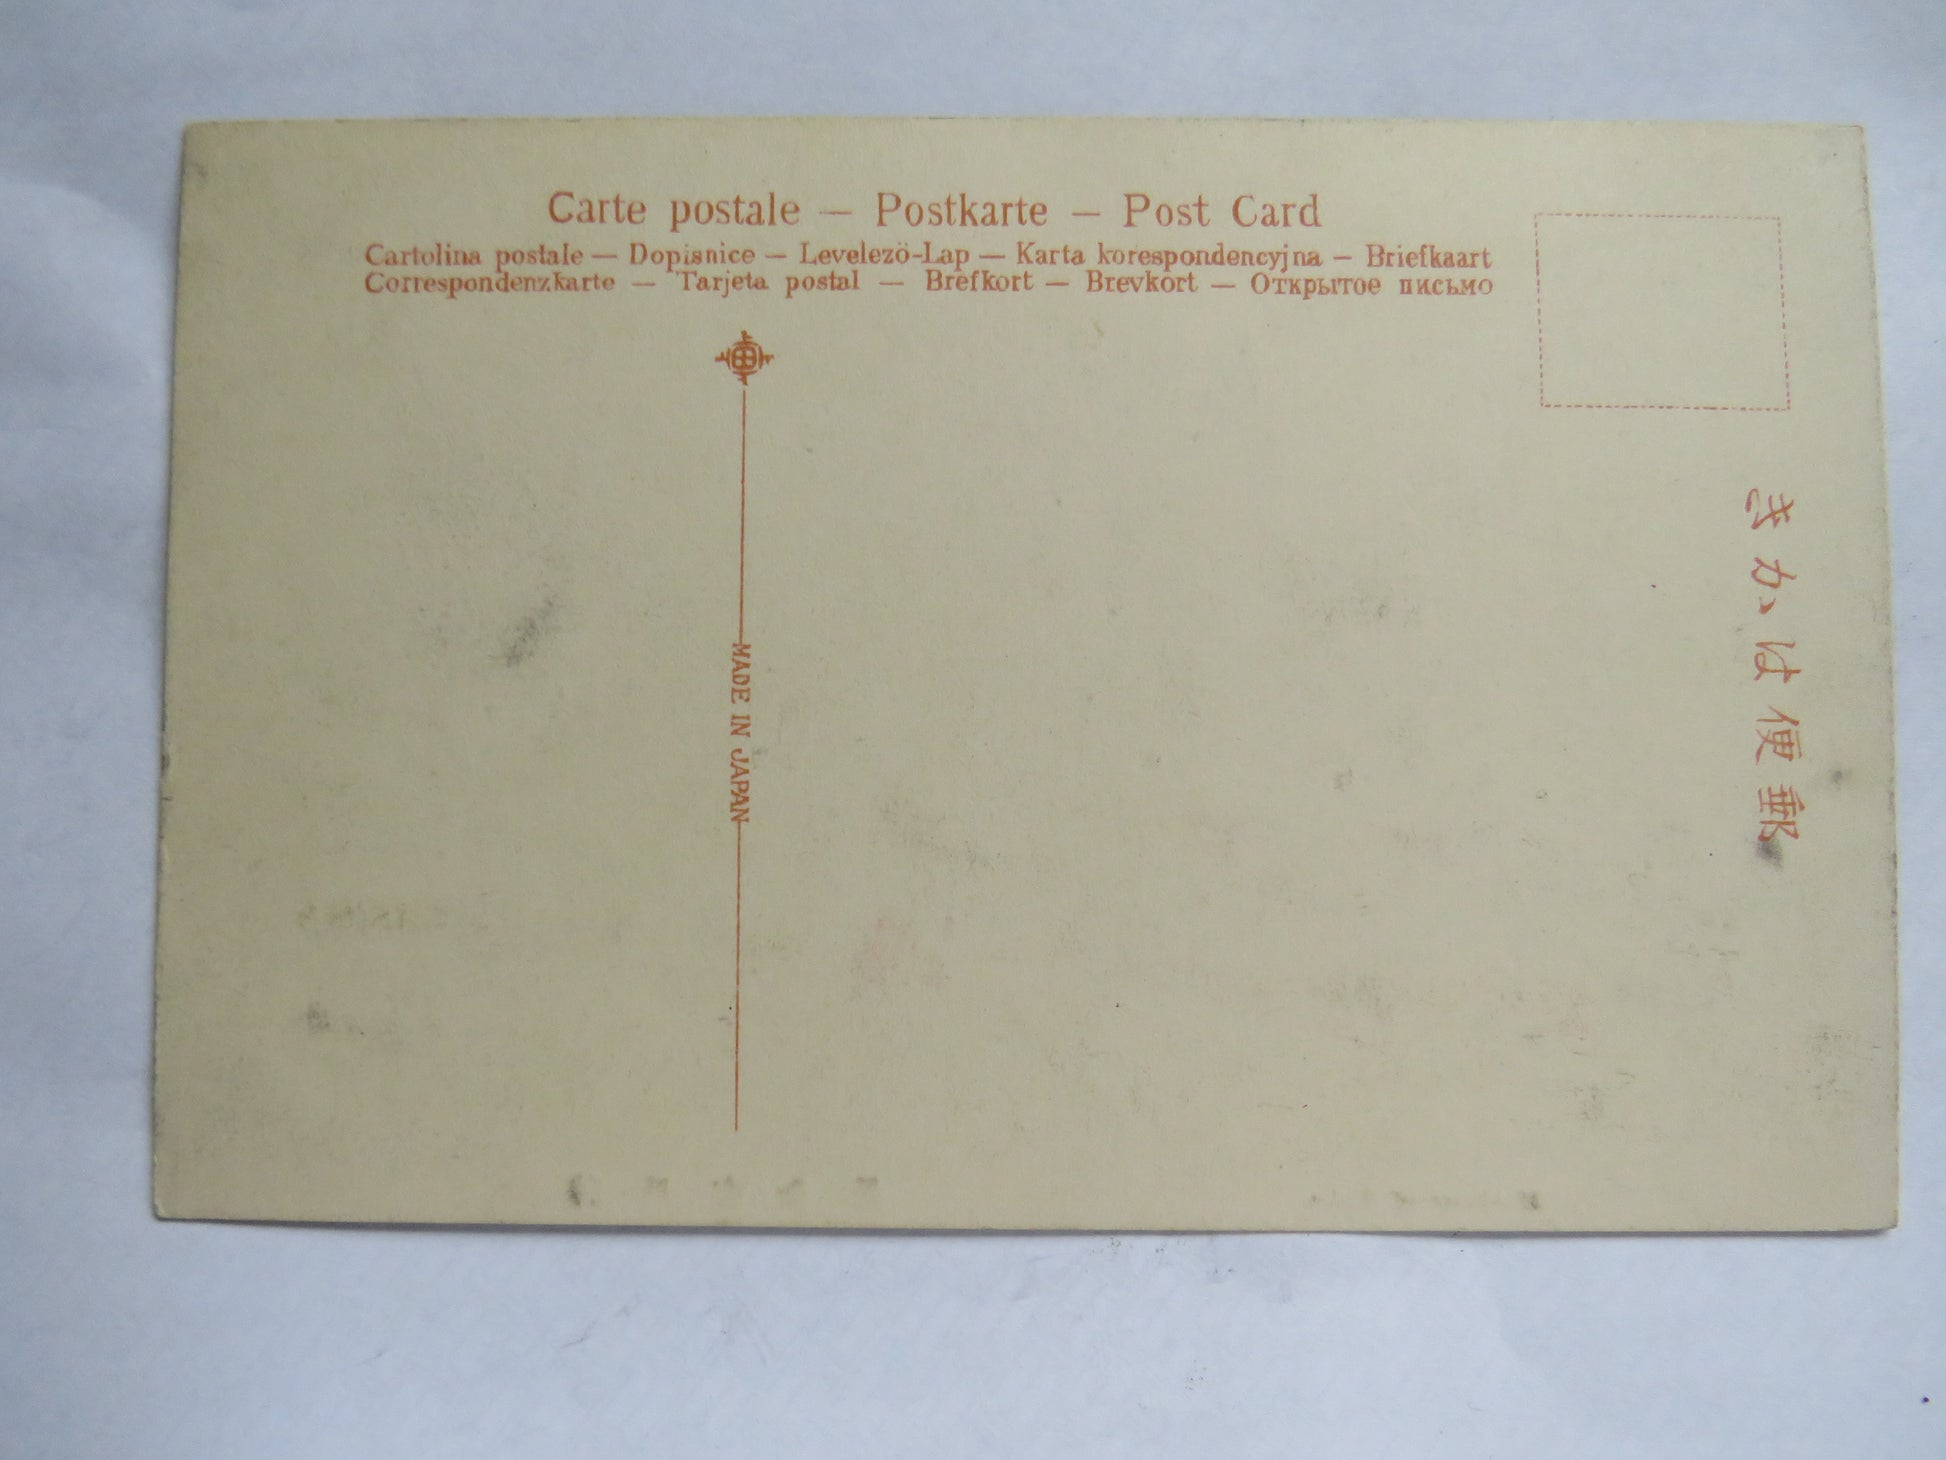 Carte postale — Postkarte — Post Card
Cartolina postale — Dopisnice — Levelezö-Lap — Karta korespondencyjna — Briefkaart
Correspondenzkarte — Tarjeta postal — Brefkort — Brevkort — Открытое письмо
MADE IN JAPAN
郵便はかき